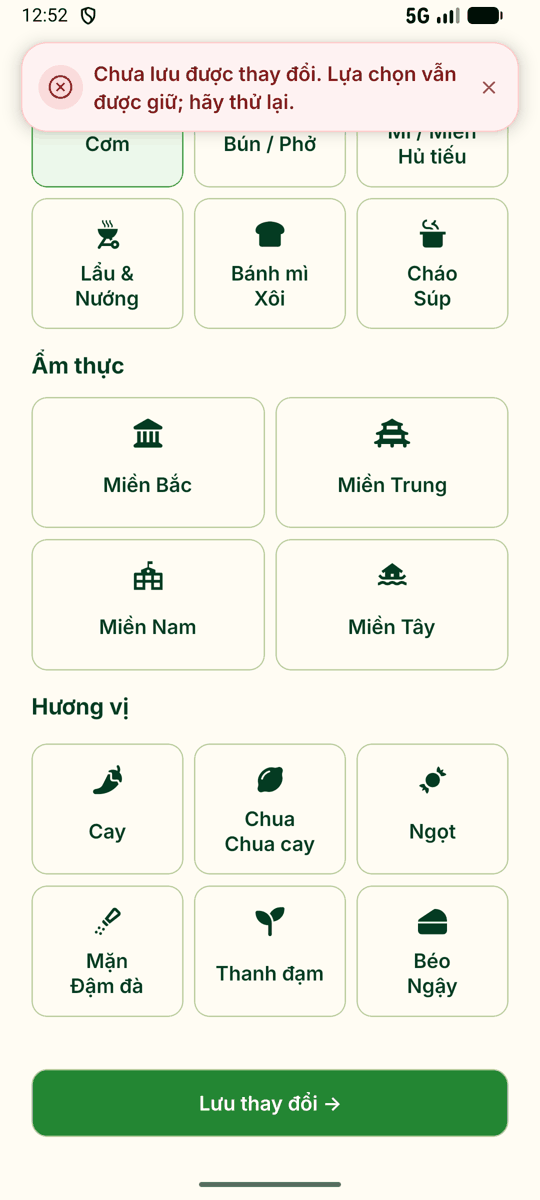 12:52
5G
Chưa lưu được thay đổi. Lựa chọn vẫn
được giữ; hãy thử lại.
Cơm
Bún / Phở
Mì / Miến
Hủ tiếu
Lẩu &
Nướng
Bánh mì
Xôi
Cháo
Súp
Ẩm thực
Miền Bắc
Miền Trung
Miền Nam
Miền Tây
Hương vị
Cay
Chua
Chua cay
Ngọt
Mặn
Đậm đà
Thanh đạm
Béo
Ngậy
Lưu thay đổi →